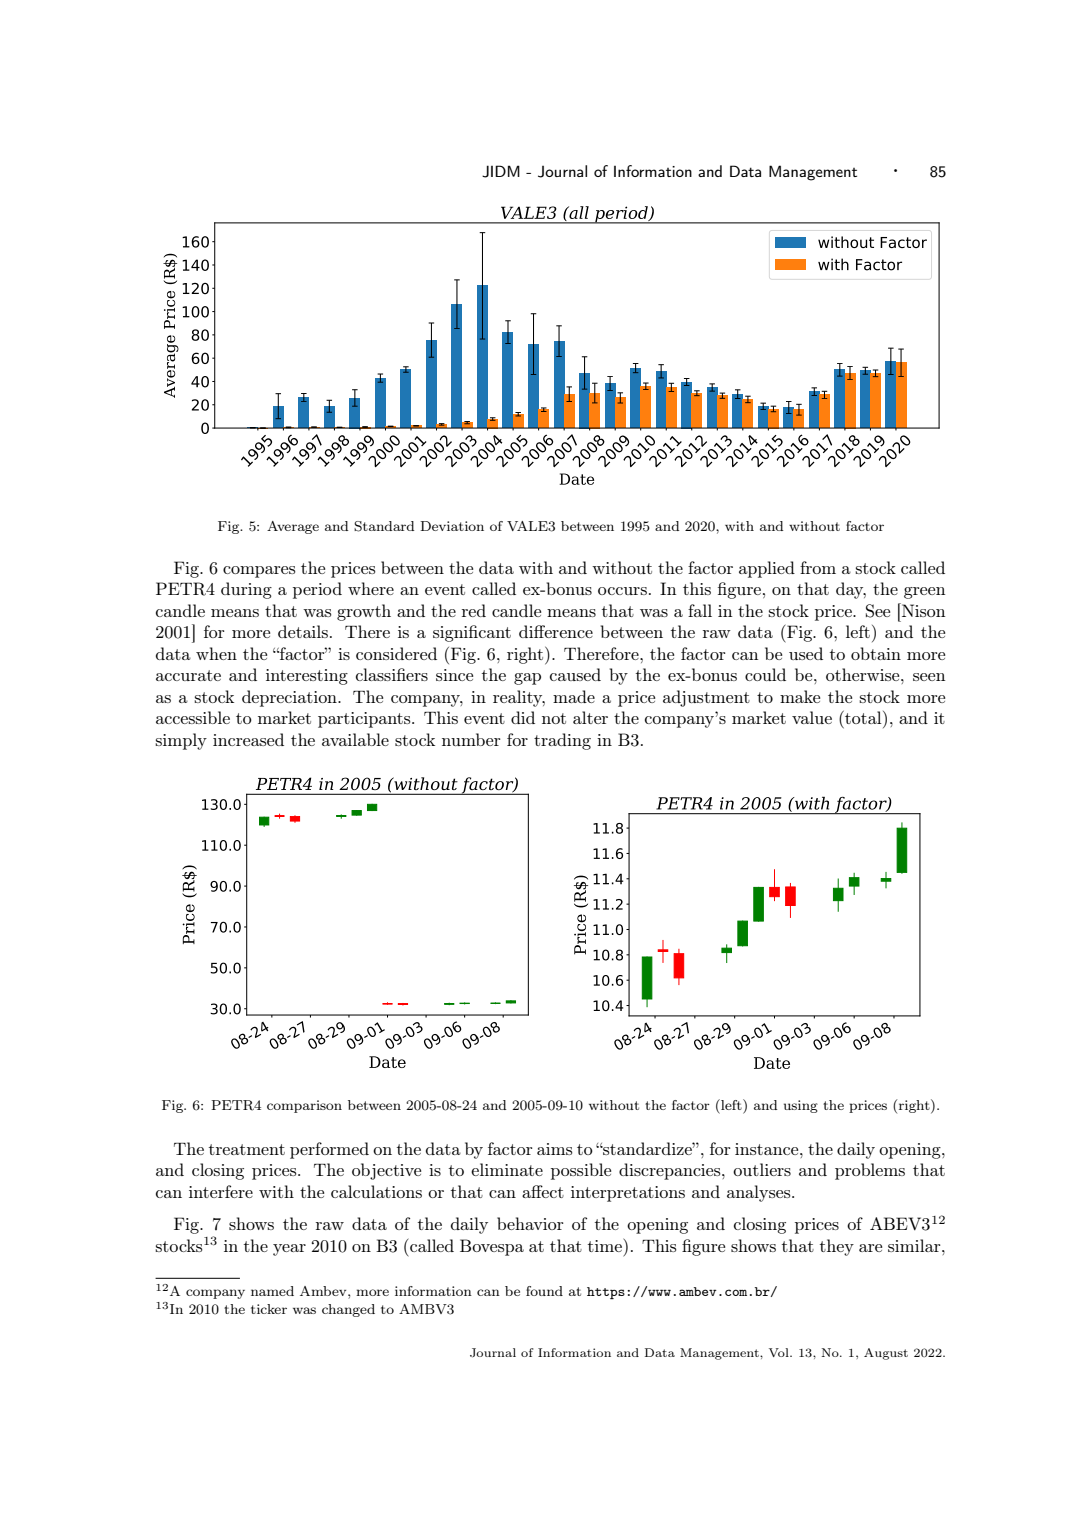 JIDM - Journal of Information and Data Management · 85
VALE3 (all period)
160
140
120
100
80
60
40
20
0
Average Price (R$)
without Factor
with Factor
1995 1996 1997 1998 1999 2000 2001 2002 2003 2004 2005 2006 2007 2008 2009 2010 2011 2012 2013 2014 2015 2016 2017 2018 2019 2020
Date
Fig. 5: Average and Standard Deviation of VALE3 between 1995 and 2020, with and without factor
Fig. 6 compares the prices between the data with and without the factor applied from a stock called
PETR4 during a period where an event called ex-bonus occurs. In this figure, on that day, the green
candle means that was growth and the red candle means that was a fall in the stock price. See [Nison
2001] for more details. There is a significant difference between the raw data (Fig. 6, left) and the
data when the “factor” is considered (Fig. 6, right). Therefore, the factor can be used to obtain more
accurate and interesting classifiers since the gap caused by the ex-bonus could be, otherwise, seen
as a stock depreciation. The company, in reality, made a price adjustment to make the stock more
accessible to market participants. This event did not alter the company’s market value (total), and it
simply increased the available stock number for trading in B3.
PETR4 in 2005 (without factor)
130.0
110.0
90.0
70.0
50.0
30.0
Price (R$)
08-24 08-27 08-29 09-01 09-03 09-06 09-08
Date
PETR4 in 2005 (with factor)
11.8
11.6
11.4
11.2
11.0
10.8
10.6
10.4
Price (R$)
08-24 08-27 08-29 09-01 09-03 09-06 09-08
Date
Fig. 6: PETR4 comparison between 2005-08-24 and 2005-09-10 without the factor (left) and using the prices (right).
The treatment performed on the data by factor aims to “standardize”, for instance, the daily opening,
and closing prices. The objective is to eliminate possible discrepancies, outliers and problems that
can interfere with the calculations or that can affect interpretations and analyses.
Fig. 7 shows the raw data of the daily behavior of the opening and closing prices of ABEV3¹²
stocks¹³ in the year 2010 on B3 (called Bovespa at that time). This figure shows that they are similar,
¹²A company named Ambev, more information can be found at https://www.ambev.com.br/
¹³In 2010 the ticker was changed to AMBV3
Journal of Information and Data Management, Vol. 13, No. 1, August 2022.